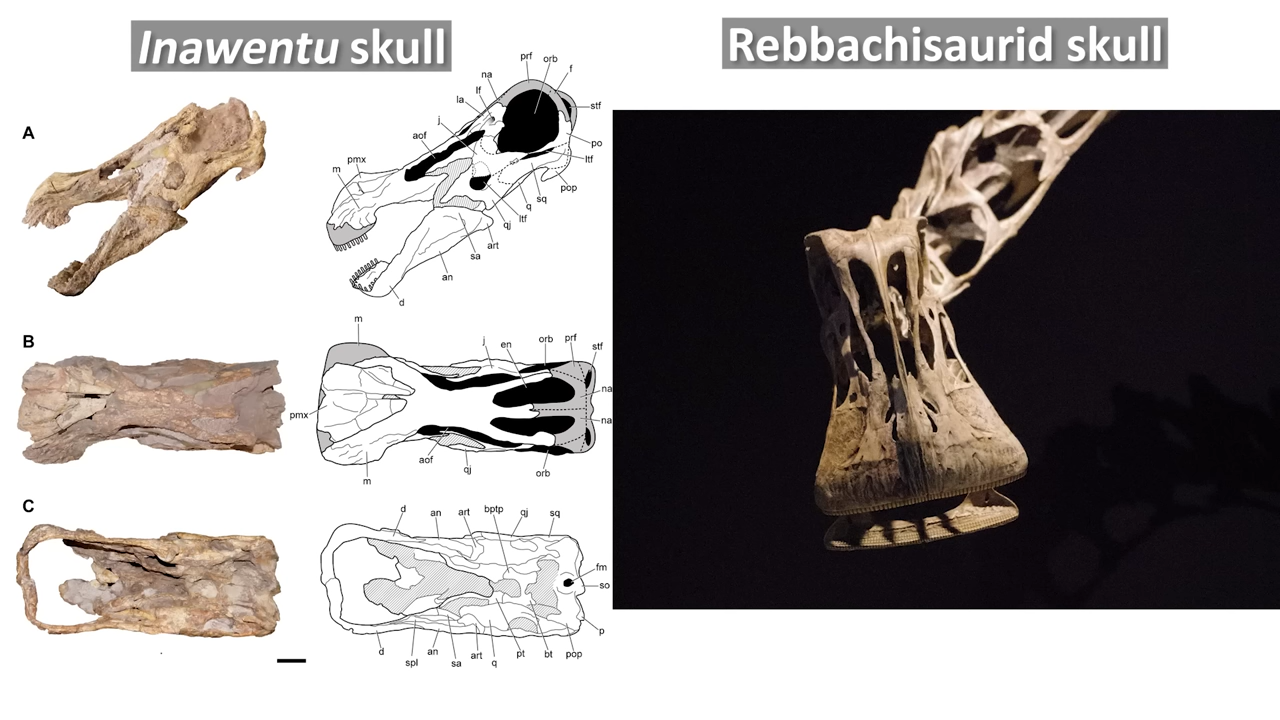 Inawentu skull
Rebbachisaurid skull
A
prf
orb
f
na
lf
stf
la
j
po
aof
ltf
pmx
m
pop
sq
q
ltf
qj
art
sa
an
d
B
m
j
en
orb
prf
stf
na
pmx
na
aof
qj
orb
m
C
d
an
art
bptp
qj
sq
fm
so
p
d
spl
an
sa
art
q
pt
bt
pop